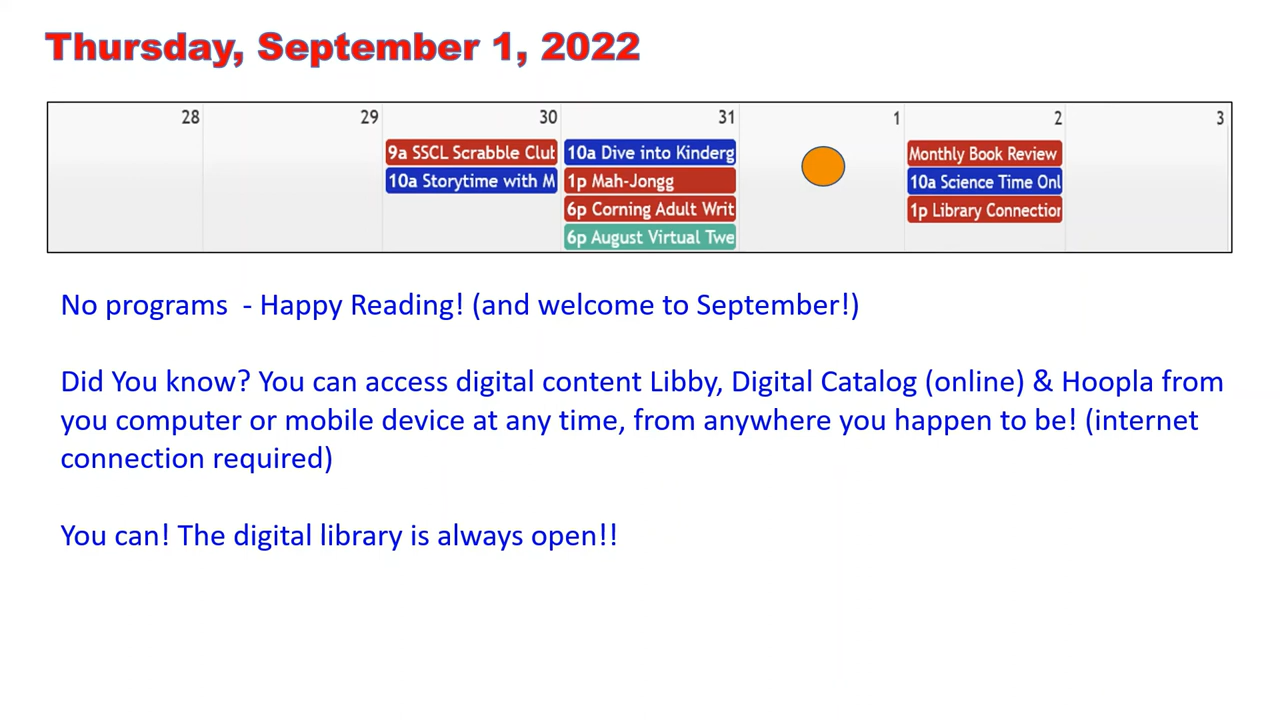 Thursday, September 1, 2022
28 29 30 31 1 2 3
9a SSCL Scrabble Clut 10a Dive into Kinderg Monthly Book Review
10a Storytime with M 1p Mah-Jongg 10a Science Time Onl
6p Corning Adult Writ 1p Library Connection
6p August Virtual Twe
No programs - Happy Reading! (and welcome to September!)
Did You know? You can access digital content Libby, Digital Catalog (online) & Hoopla from
you computer or mobile device at any time, from anywhere you happen to be! (internet
connection required)
You can! The digital library is always open!!